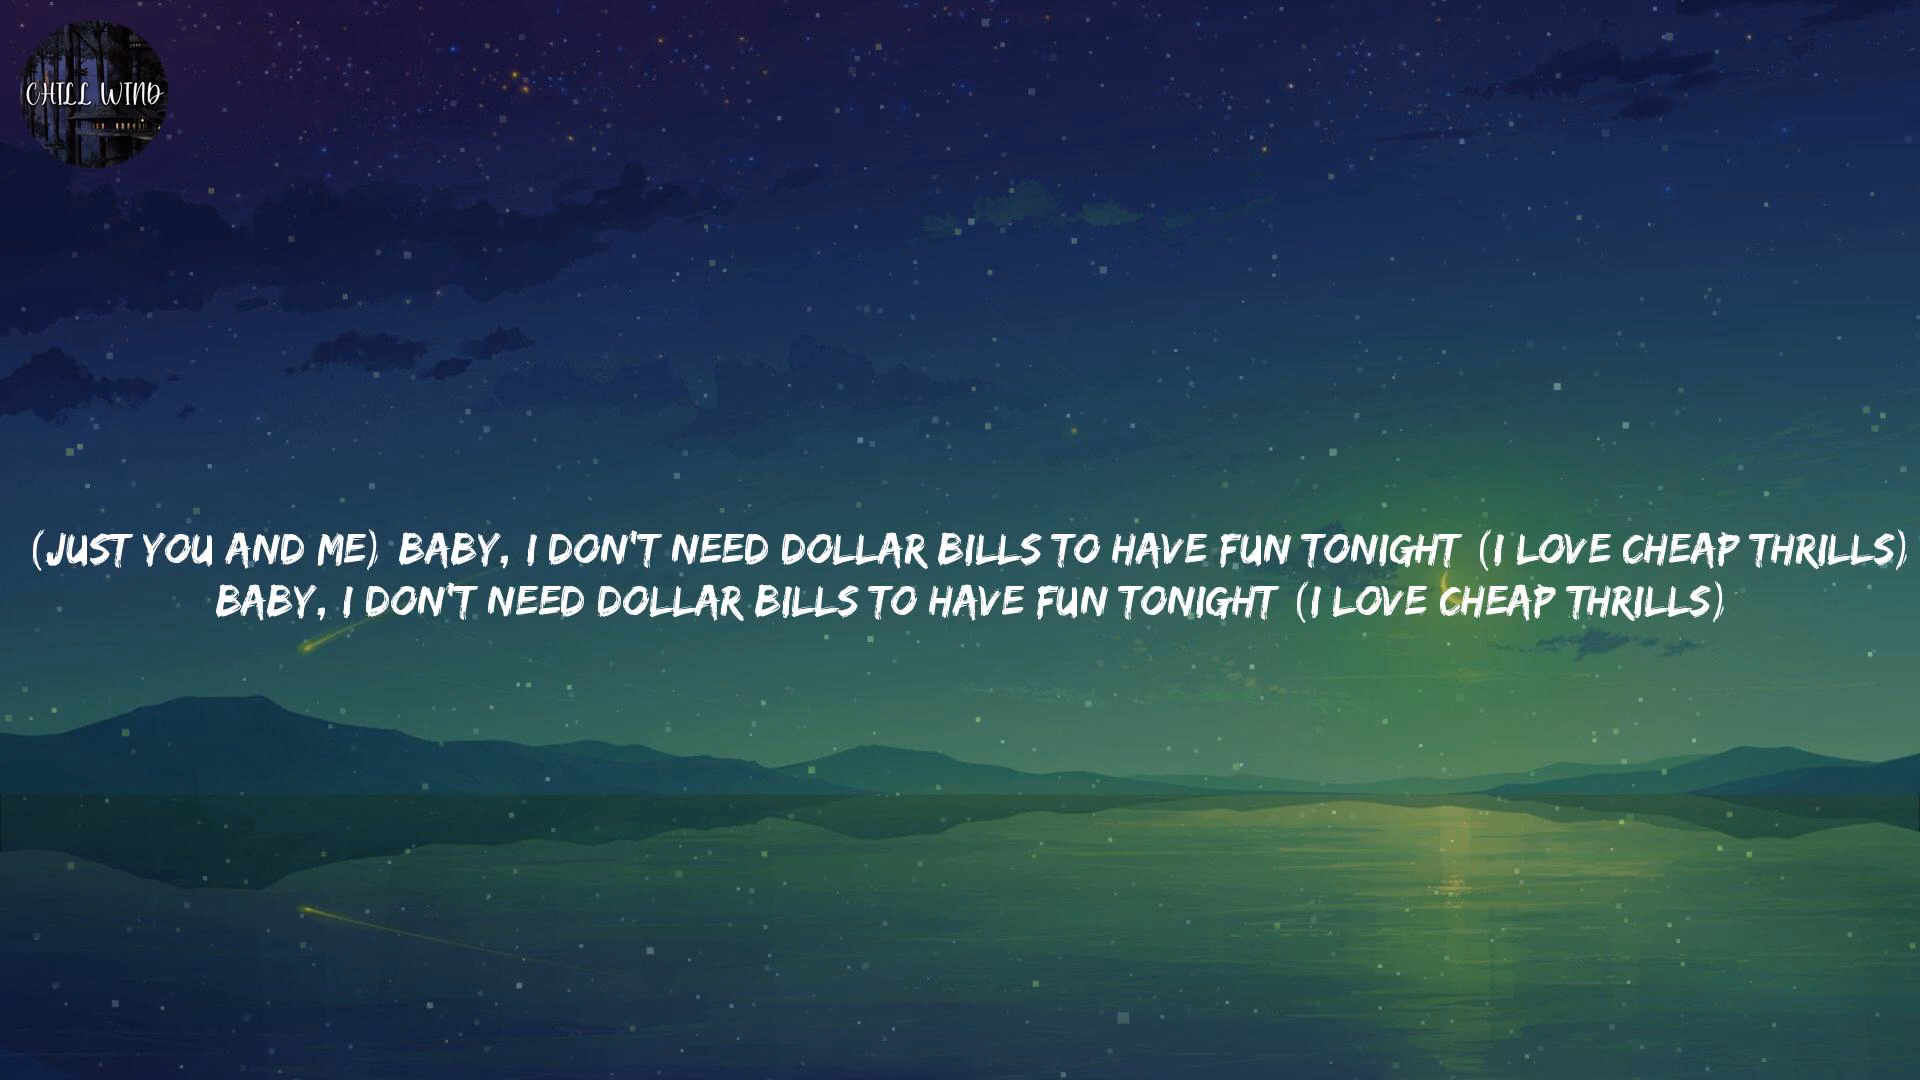 CHILL WIND
(JUST YOU AND ME) BABY, I DON'T NEED DOLLAR BILLS TO HAVE FUN TONIGHT (I LOVE CHEAP THRILLS)
BABY, I DON'T NEED DOLLAR BILLS TO HAVE FUN TONIGHT (I LOVE CHEAP THRILLS)